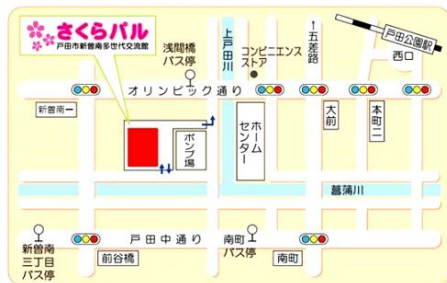 さくらパル
戸田市新曽南多世代交流館
浅間橋
バス停
上戸田川
コンビニエンス
ストア
↑五差路
戸田公園駅
西口
新曽南一
オリンピック通り
大前
本町二
ポンプ場
ホームセンター
菖蒲川
新曽南
三丁目
バス停
前谷橋
戸田中通り
南町
バス停
南町